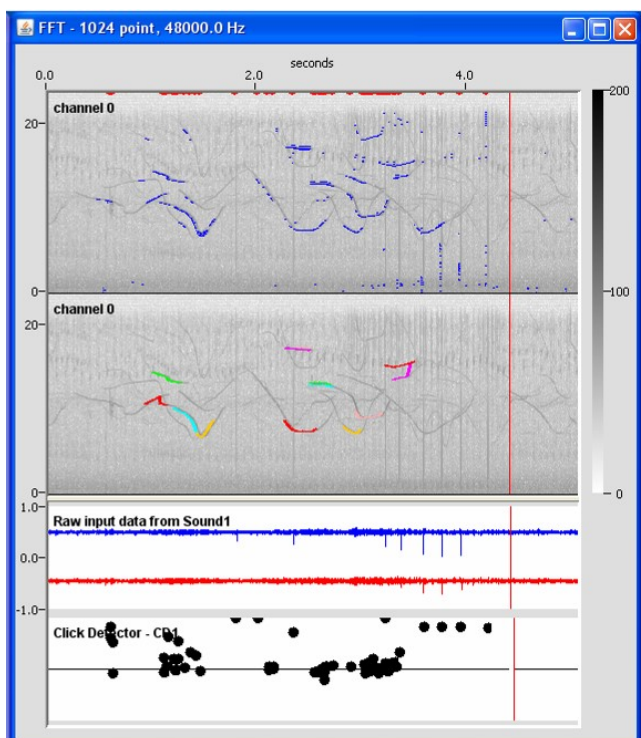 FFT - 1024 point, 48000.0 Hz
seconds
0.0 2.0 4.0
channel 0
20
0
200
100
0
channel 0
20
0
1.0
Raw input data from Sound1
0.0
-1.0
Click Detector - CD1